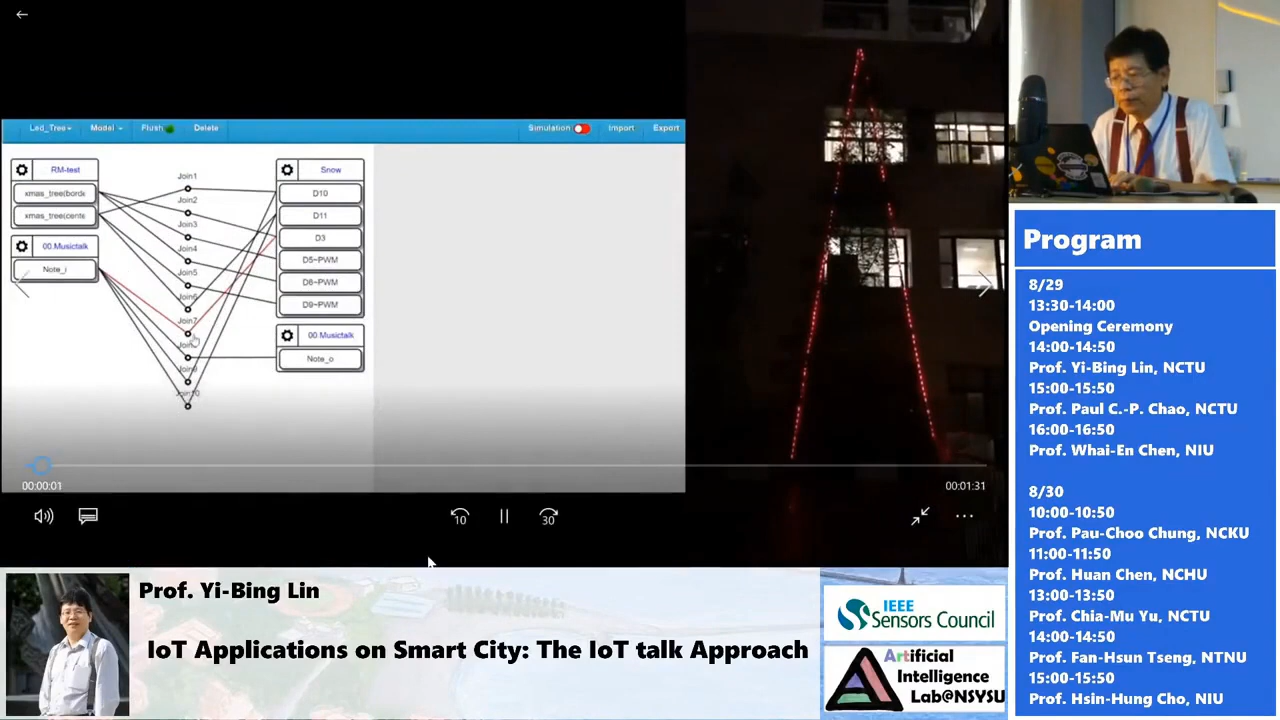 Led_Tree
Model
Flush
Delete
Simulation
Import
Export
RM-test
xmas_tree(borde
xmas_tree(cente
00.Musictalk
Note_i
Join1
Join2
Join3
Join4
Join5
Join6
Join7
Join9
Join10
Snow
D10
D11
D3
D5~PWM
D6~PWM
D9~PWM
00.Musictalk
Note_o
00:00:01
00:01:31
10
30
Program
8/29
13:30-14:00
Opening Ceremony
14:00-14:50
Prof. Yi-Bing Lin, NCTU
15:00-15:50
Prof. Paul C.-P. Chao, NCTU
16:00-16:50
Prof. Whai-En Chen, NIU
8/30
10:00-10:50
Prof. Pau-Choo Chung, NCKU
11:00-11:50
Prof. Huan Chen, NCHU
13:00-13:50
Prof. Chia-Mu Yu, NCTU
14:00-14:50
Prof. Fan-Hsun Tseng, NTNU
15:00-15:50
Prof. Hsin-Hung Cho, NIU
Prof. Yi-Bing Lin
IoT Applications on Smart City: The IoT talk Approach
IEEE
Sensors Council
Artificial
Intelligence
Lab@NSYSU